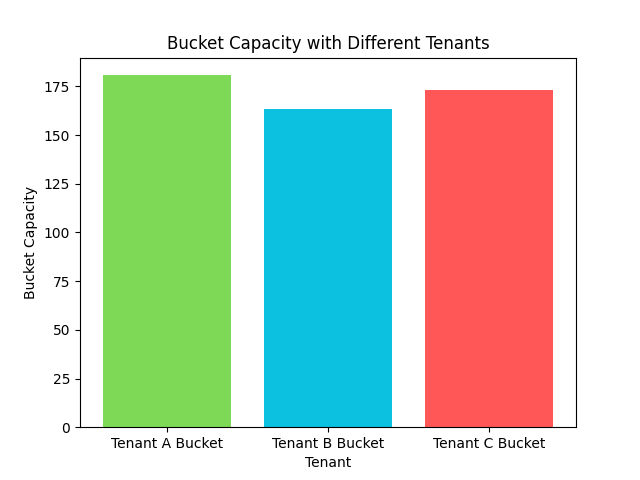 Bucket Capacity with Different Tenants
Bucket Capacity
175
150
125
100
75
50
25
0
Tenant A Bucket
Tenant B Bucket
Tenant C Bucket
Tenant